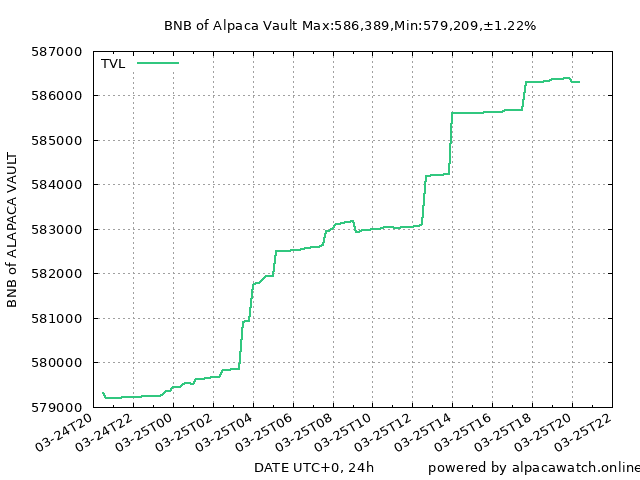 BNB of Alpaca Vault Max:586,389,Min:579,209,±1.22%
TVL
587000
586000
585000
584000
583000
582000
581000
580000
579000
BNB of ALAPACA VAULT
03-24T20
03-24T22
03-25T00
03-25T02
03-25T04
03-25T06
03-25T08
03-25T10
03-25T12
03-25T14
03-25T16
03-25T18
03-25T20
03-25T22
DATE UTC+0, 24h
powered by alpacawatch.online